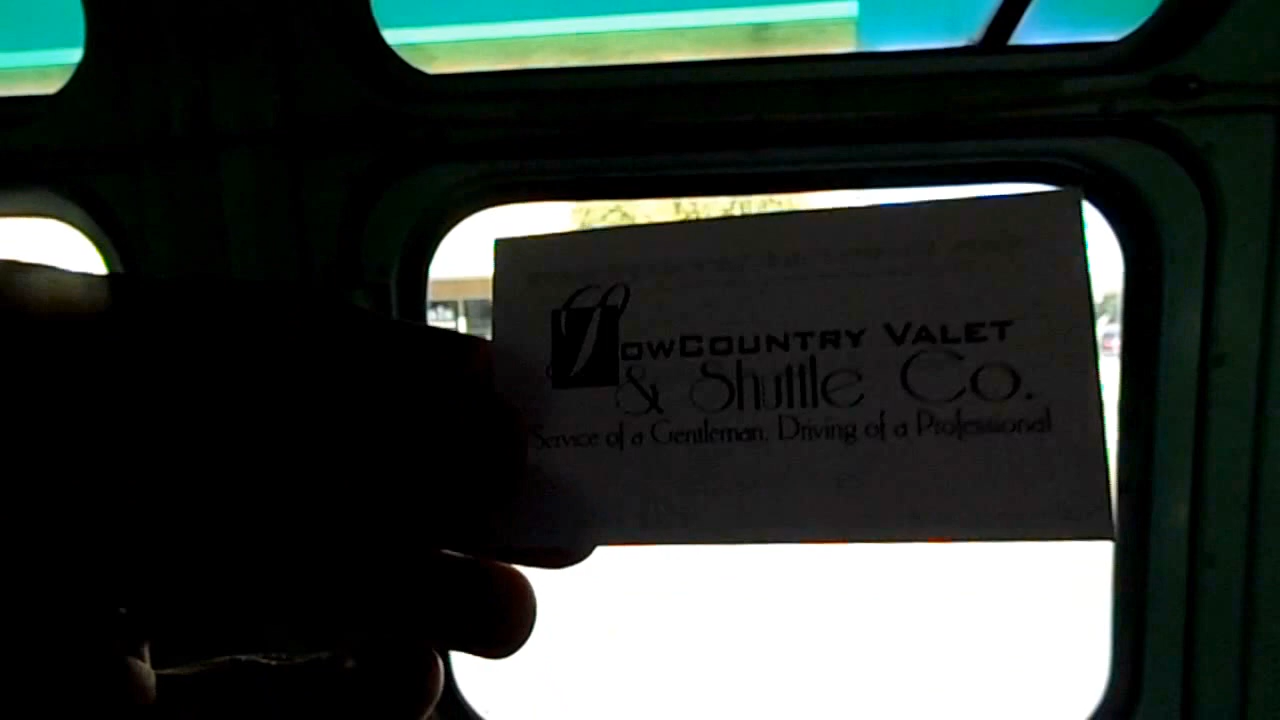 LowCountry Valet
& Shuttle Co.
Service of a Gentleman, Driving of a Professional